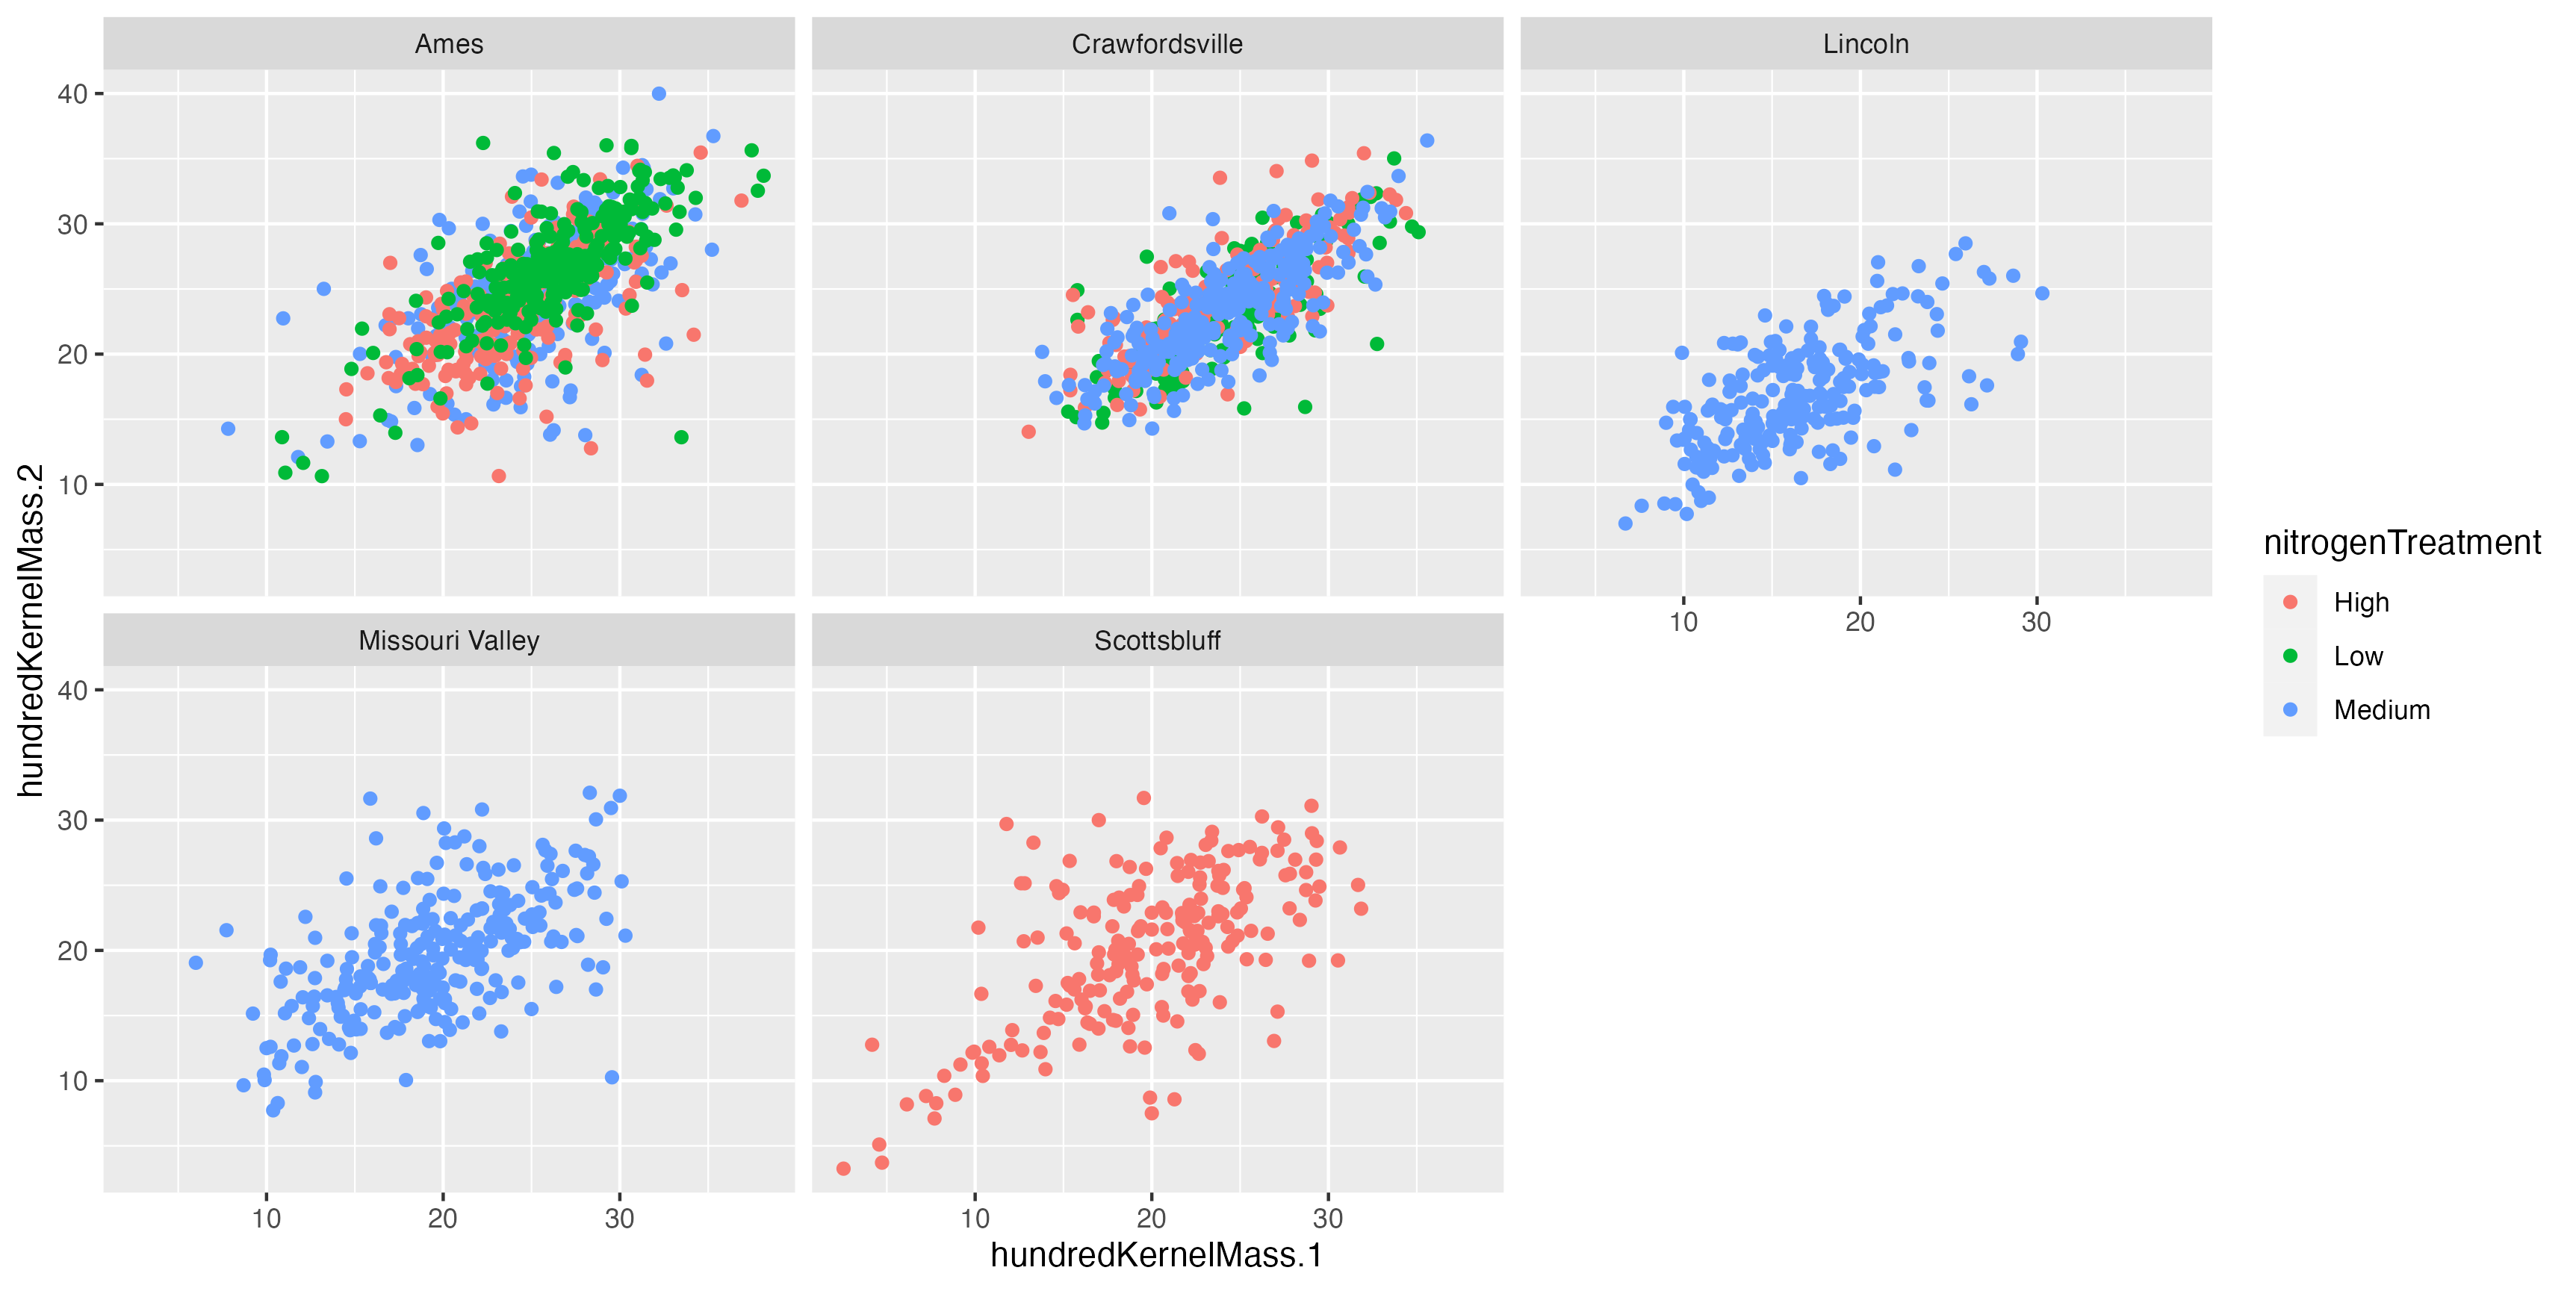 Ames
Crawfordsville
Lincoln
40
30
20
10
10
20
30
Missouri Valley
Scottsbluff
40
30
20
10
10
20
30
10
20
30
hundredKernelMass.1
hundredKernelMass.2
nitrogenTreatment
High
Low
Medium